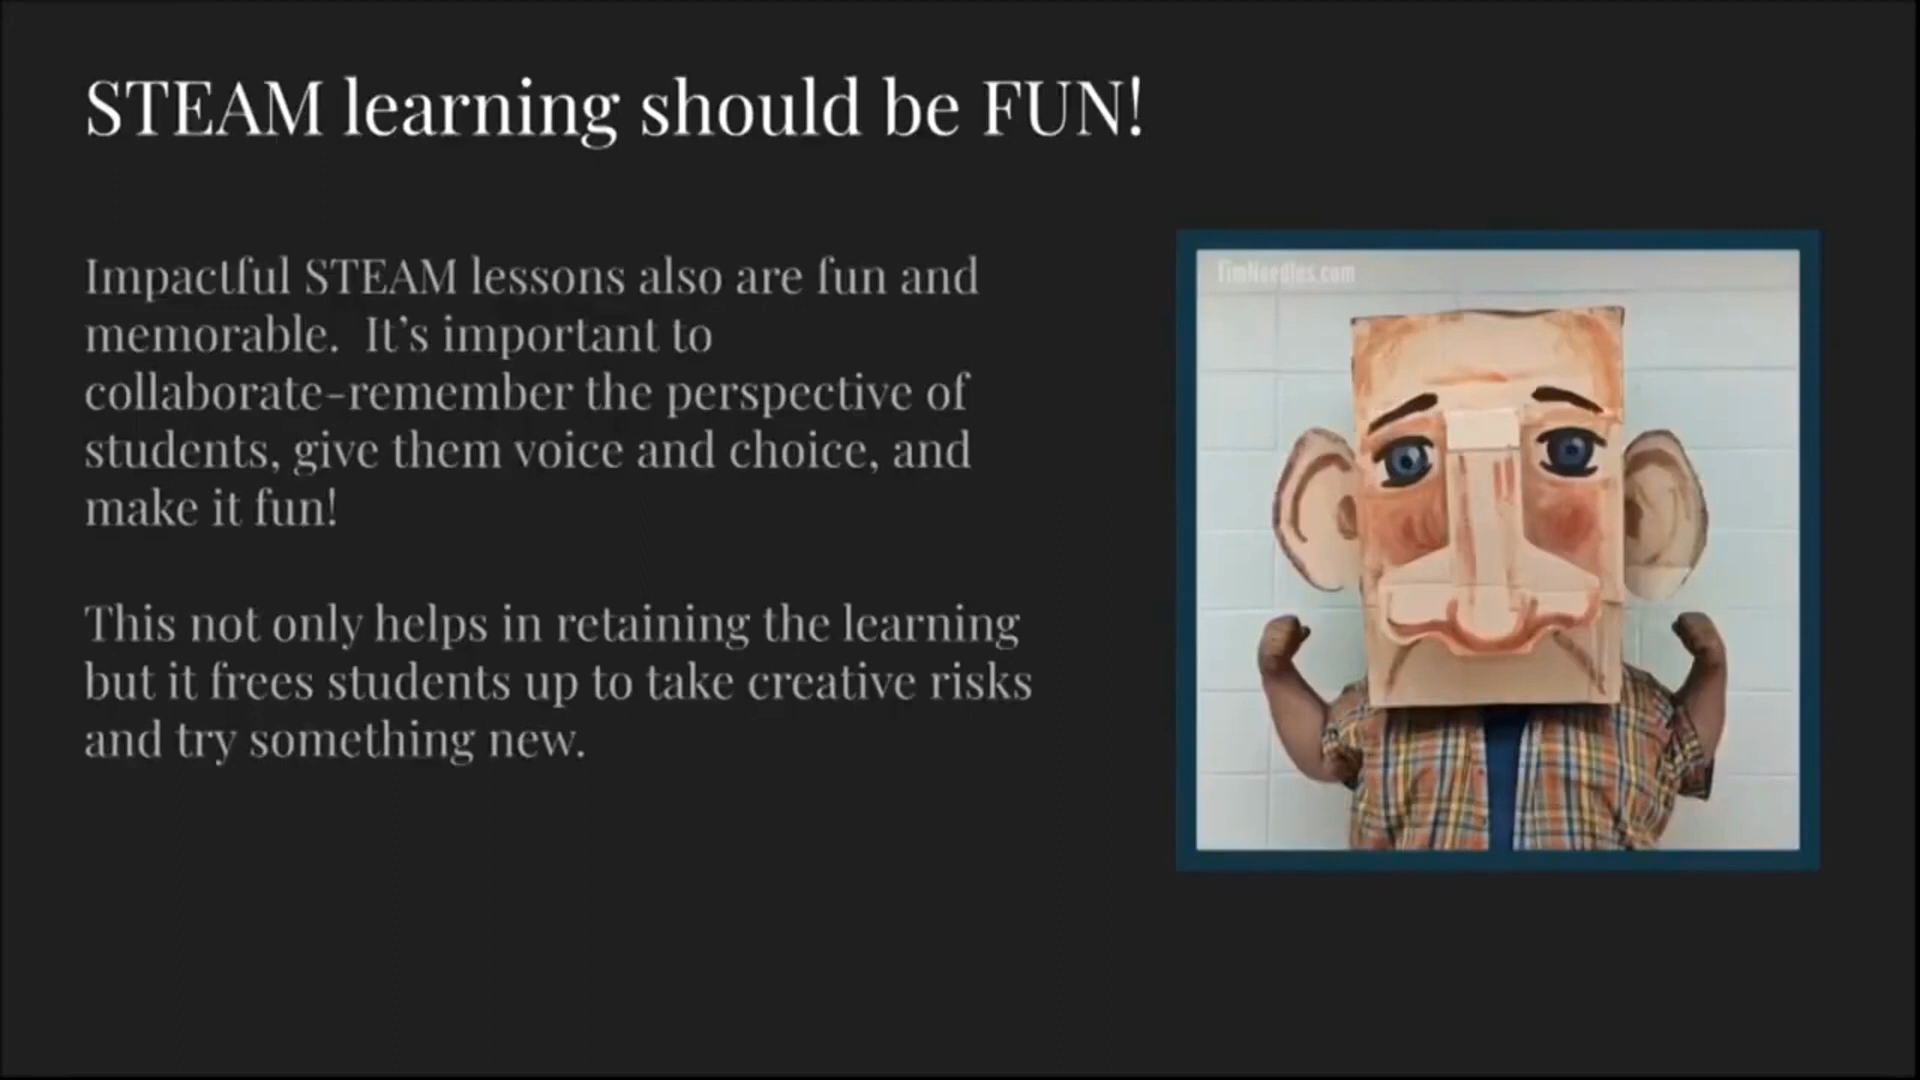 STEAM learning should be FUN!
Impactful STEAM lessons also are fun and
memorable.  It’s important to
collaborate-remember the perspective of
students, give them voice and choice, and
make it fun!
This not only helps in retaining the learning
but it frees students up to take creative risks
and try something new.
TimNeedles.com